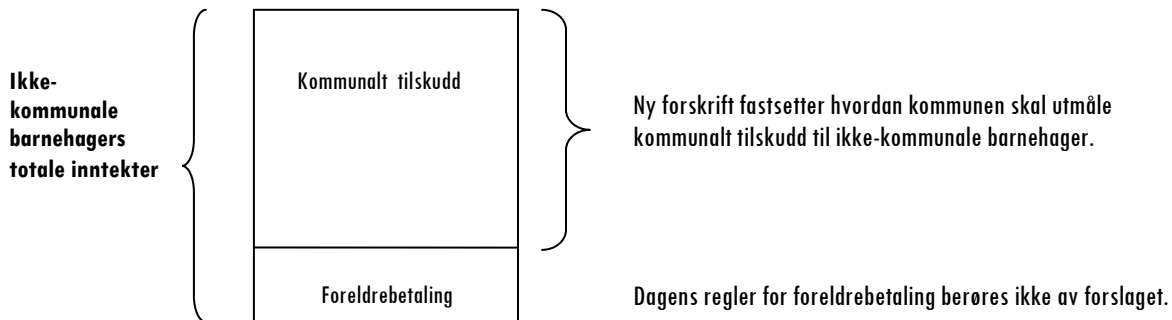 Ikke-
kommunale
barnehagers
totale inntekter
Kommunalt tilskudd
Ny forskrift fastsetter hvordan kommunen skal utmåle
kommunalt tilskudd til ikke-kommunale barnehager.
Foreldrebetaling
Dagens regler for foreldrebetaling berøres ikke av forslaget.